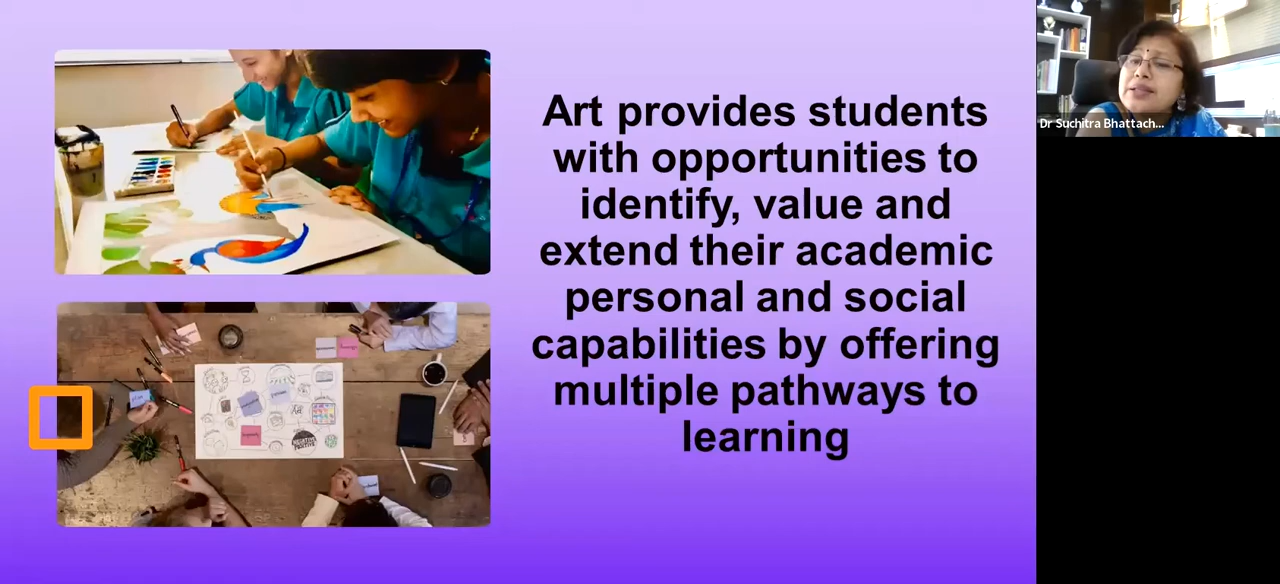 Art provides students
with opportunities to
identify, value and
extend their academic
personal and social
capabilities by offering
multiple pathways to
learning
Dr Suchitra Bhattach...